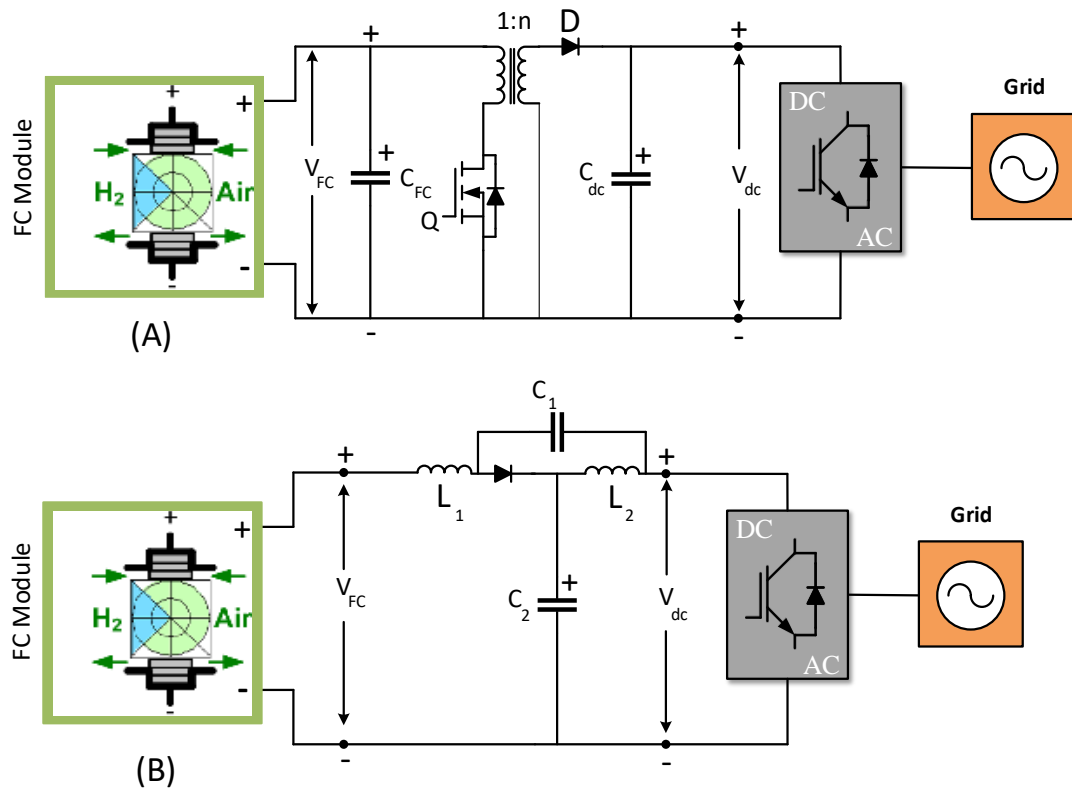 1:n
D
+
+
+
+
FC Module
H2
Air
-
-
VFC
+
CFC
Q
+
Cdc
Vdc
DC
AC
Grid
-
-
(A)
C1
+
+
+
+
FC Module
H2
Air
-
-
VFC
L1
L2
+
C2
Vdc
DC
AC
Grid
-
-
(B)